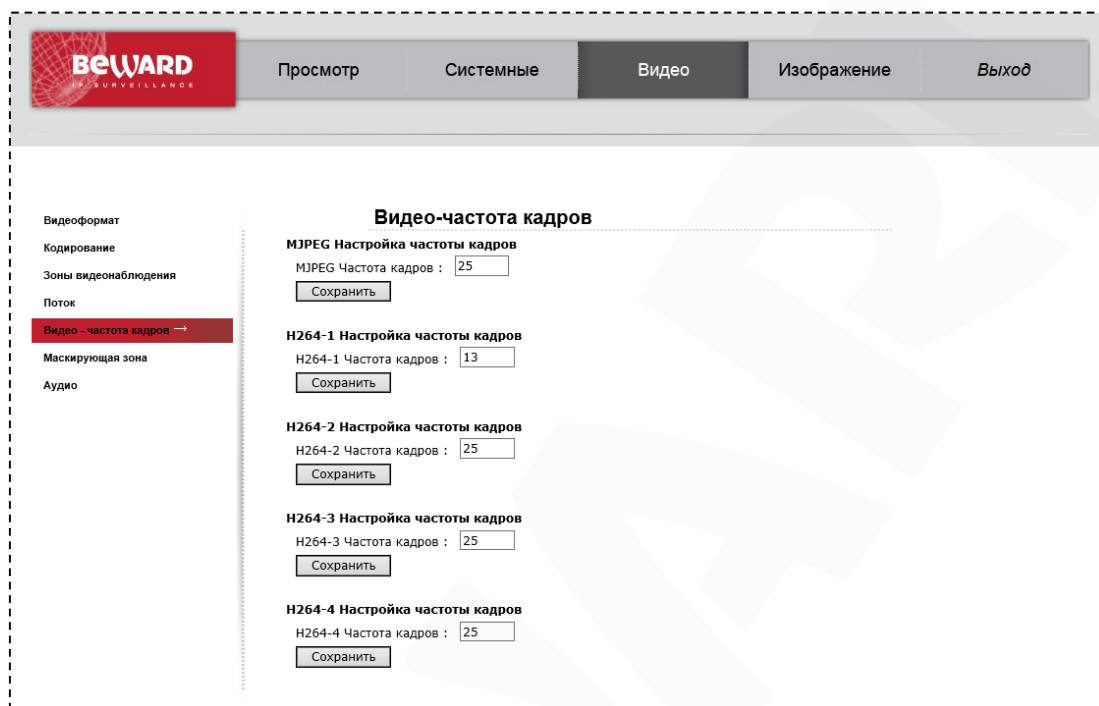 BEWARD
IP SURVEILLANCE
Просмотр
Системные
Видео
Изображение
Выход
Видеоформат
Кодирование
Зоны видеонаблюдения
Поток
Видео - частота кадров →
Маскирующая зона
Аудио
Видео-частота кадров
MJPEG Настройка частоты кадров
MJPEG Частота кадров : 25
Сохранить
H264-1 Настройка частоты кадров
H264-1 Частота кадров : 13
Сохранить
H264-2 Настройка частоты кадров
H264-2 Частота кадров : 25
Сохранить
H264-3 Настройка частоты кадров
H264-3 Частота кадров : 25
Сохранить
H264-4 Настройка частоты кадров
H264-4 Частота кадров : 25
Сохранить